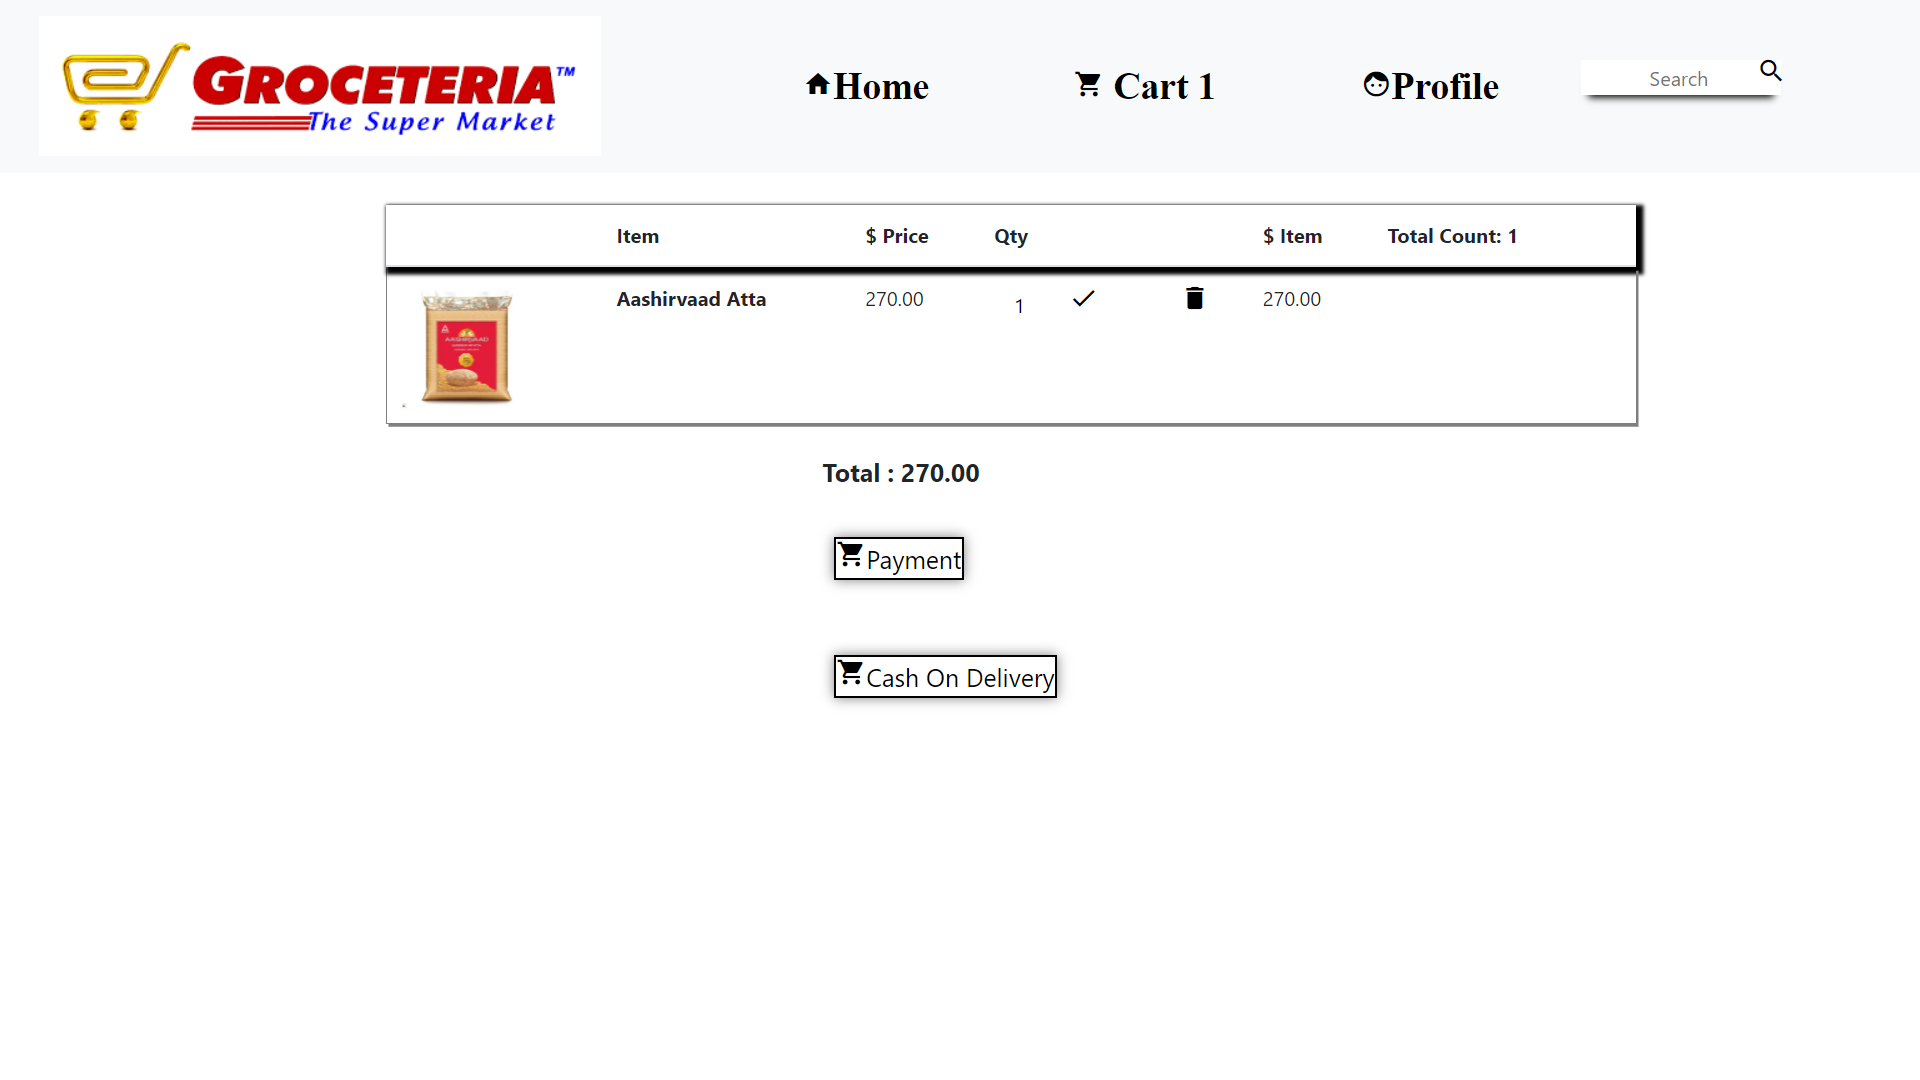 GROCETERIA™
The Super Market
Home
Cart 1
Profile
Search
Item $ Price Qty $ Item Total Count: 1
AASHIRVAAD
Aashirvaad Atta 270.00 1 270.00
Total : 270.00
Payment
Cash On Delivery